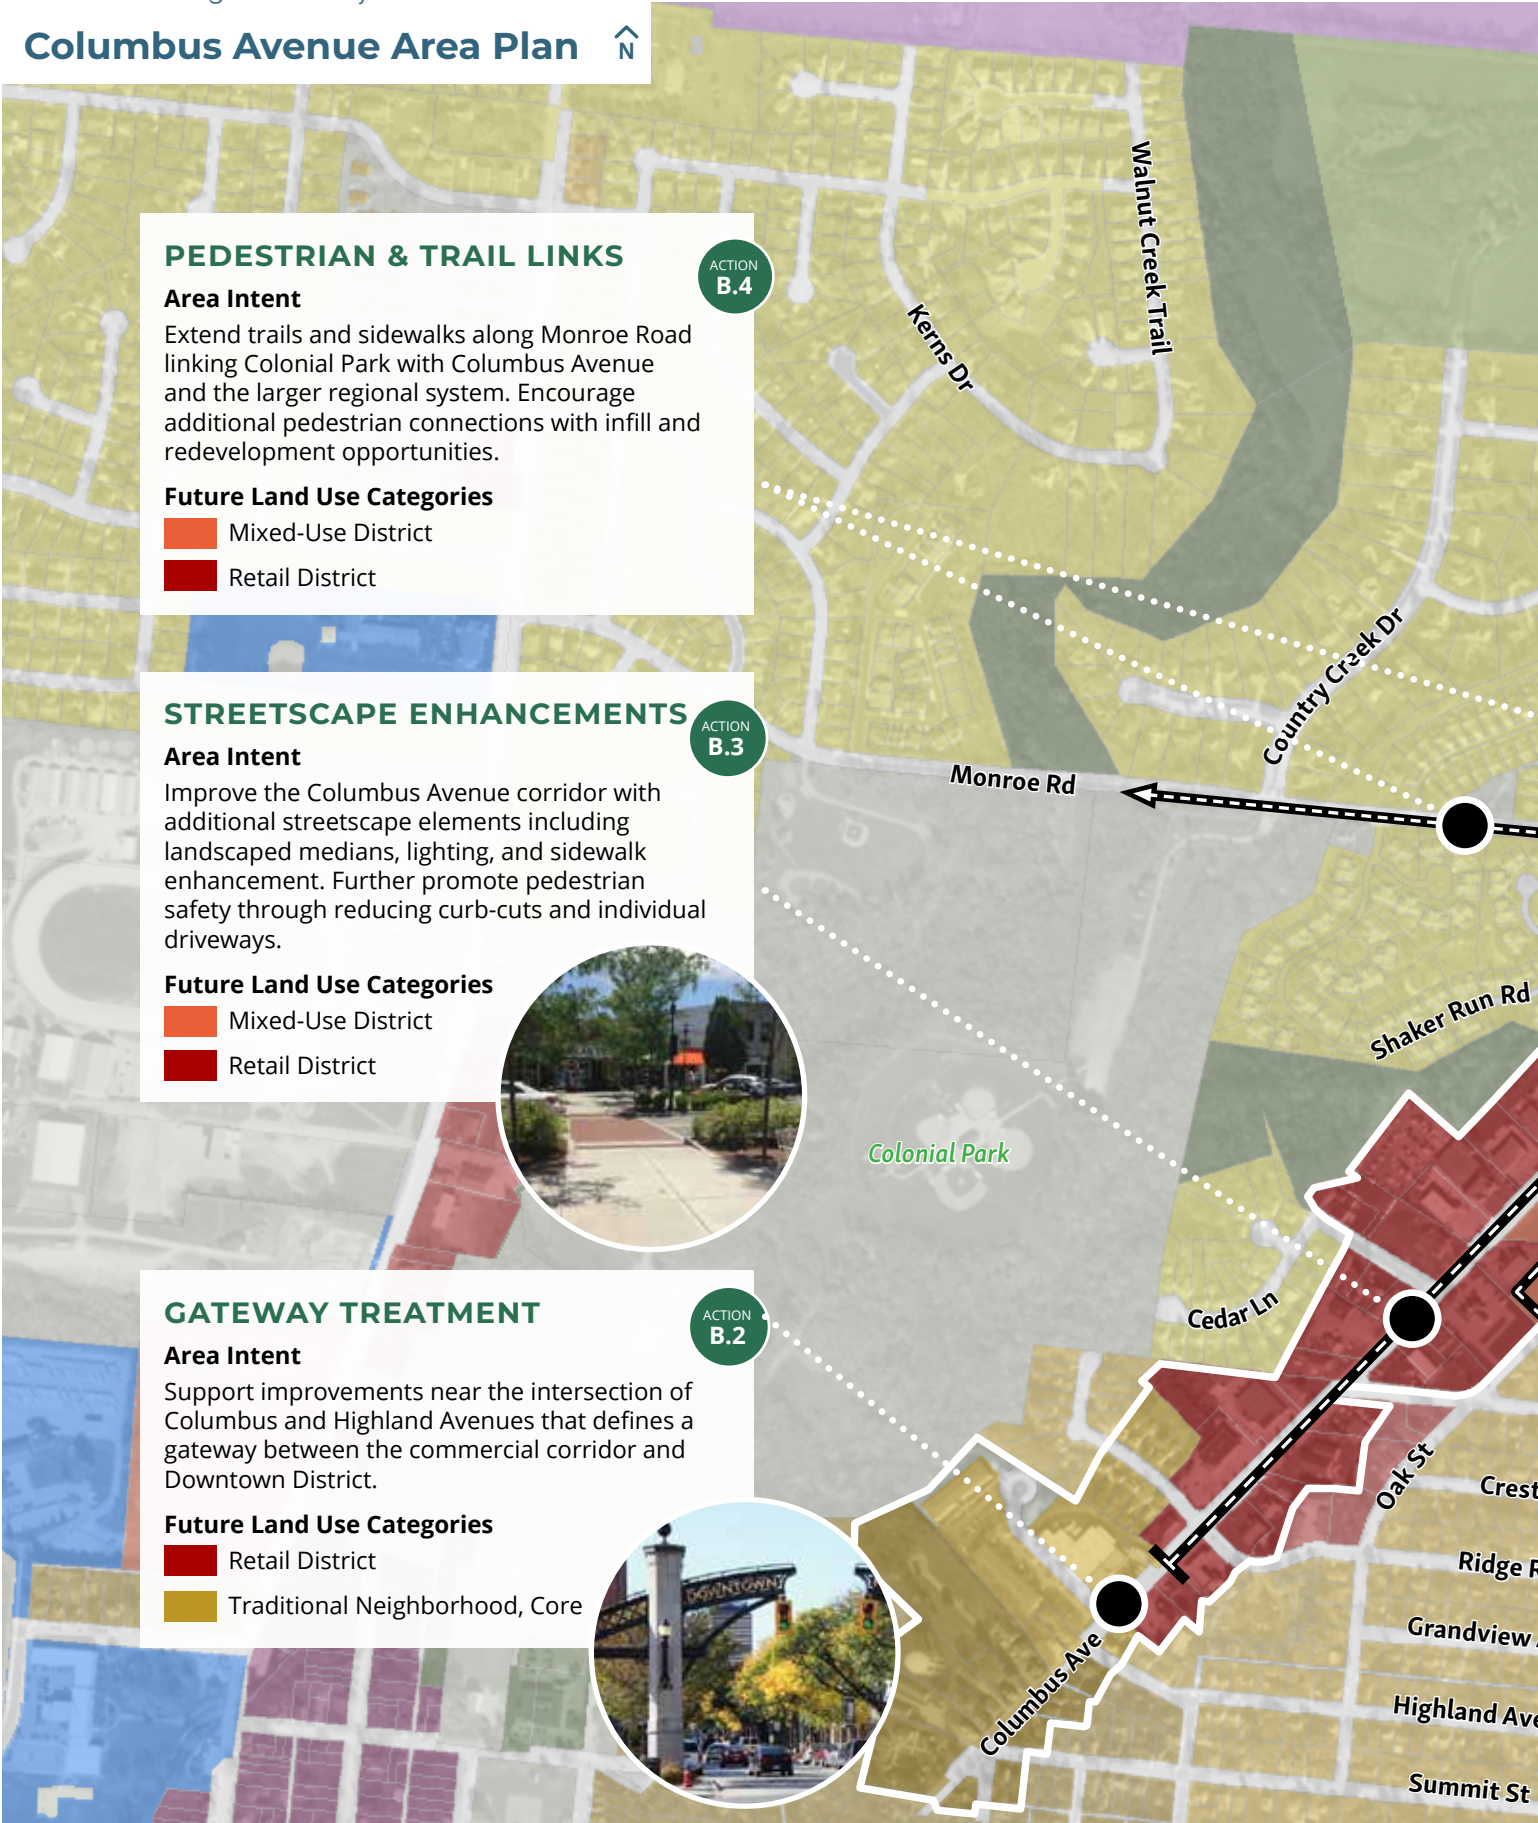 Columbus Avenue Area Plan
N
PEDESTRIAN & TRAIL LINKS
ACTION
B.4
Area Intent
Extend trails and sidewalks along Monroe Road
linking Colonial Park with Columbus Avenue
and the larger regional system. Encourage
additional pedestrian connections with infill and
redevelopment opportunities.
Future Land Use Categories
Mixed-Use District
Retail District
STREETSCAPE ENHANCEMENTS
ACTION
B.3
Area Intent
Improve the Columbus Avenue corridor with
additional streetscape elements including
landscaped medians, lighting, and sidewalk
enhancement. Further promote pedestrian
safety through reducing curb-cuts and individual
driveways.
Future Land Use Categories
Mixed-Use District
Retail District
GATEWAY TREATMENT
ACTION
B.2
Area Intent
Support improvements near the intersection of
Columbus and Highland Avenues that defines a
gateway between the commercial corridor and
Downtown District.
Future Land Use Categories
Retail District
Traditional Neighborhood, Core
DOWNTOWN
Walnut Creek Trail
Kerns Dr
Country Creek Dr
Monroe Rd
Shaker Run Rd
Colonial Park
Cedar Ln
Oak St
Crest
Ridge
Grandview
Columbus Ave
Highland Ave
Summit St